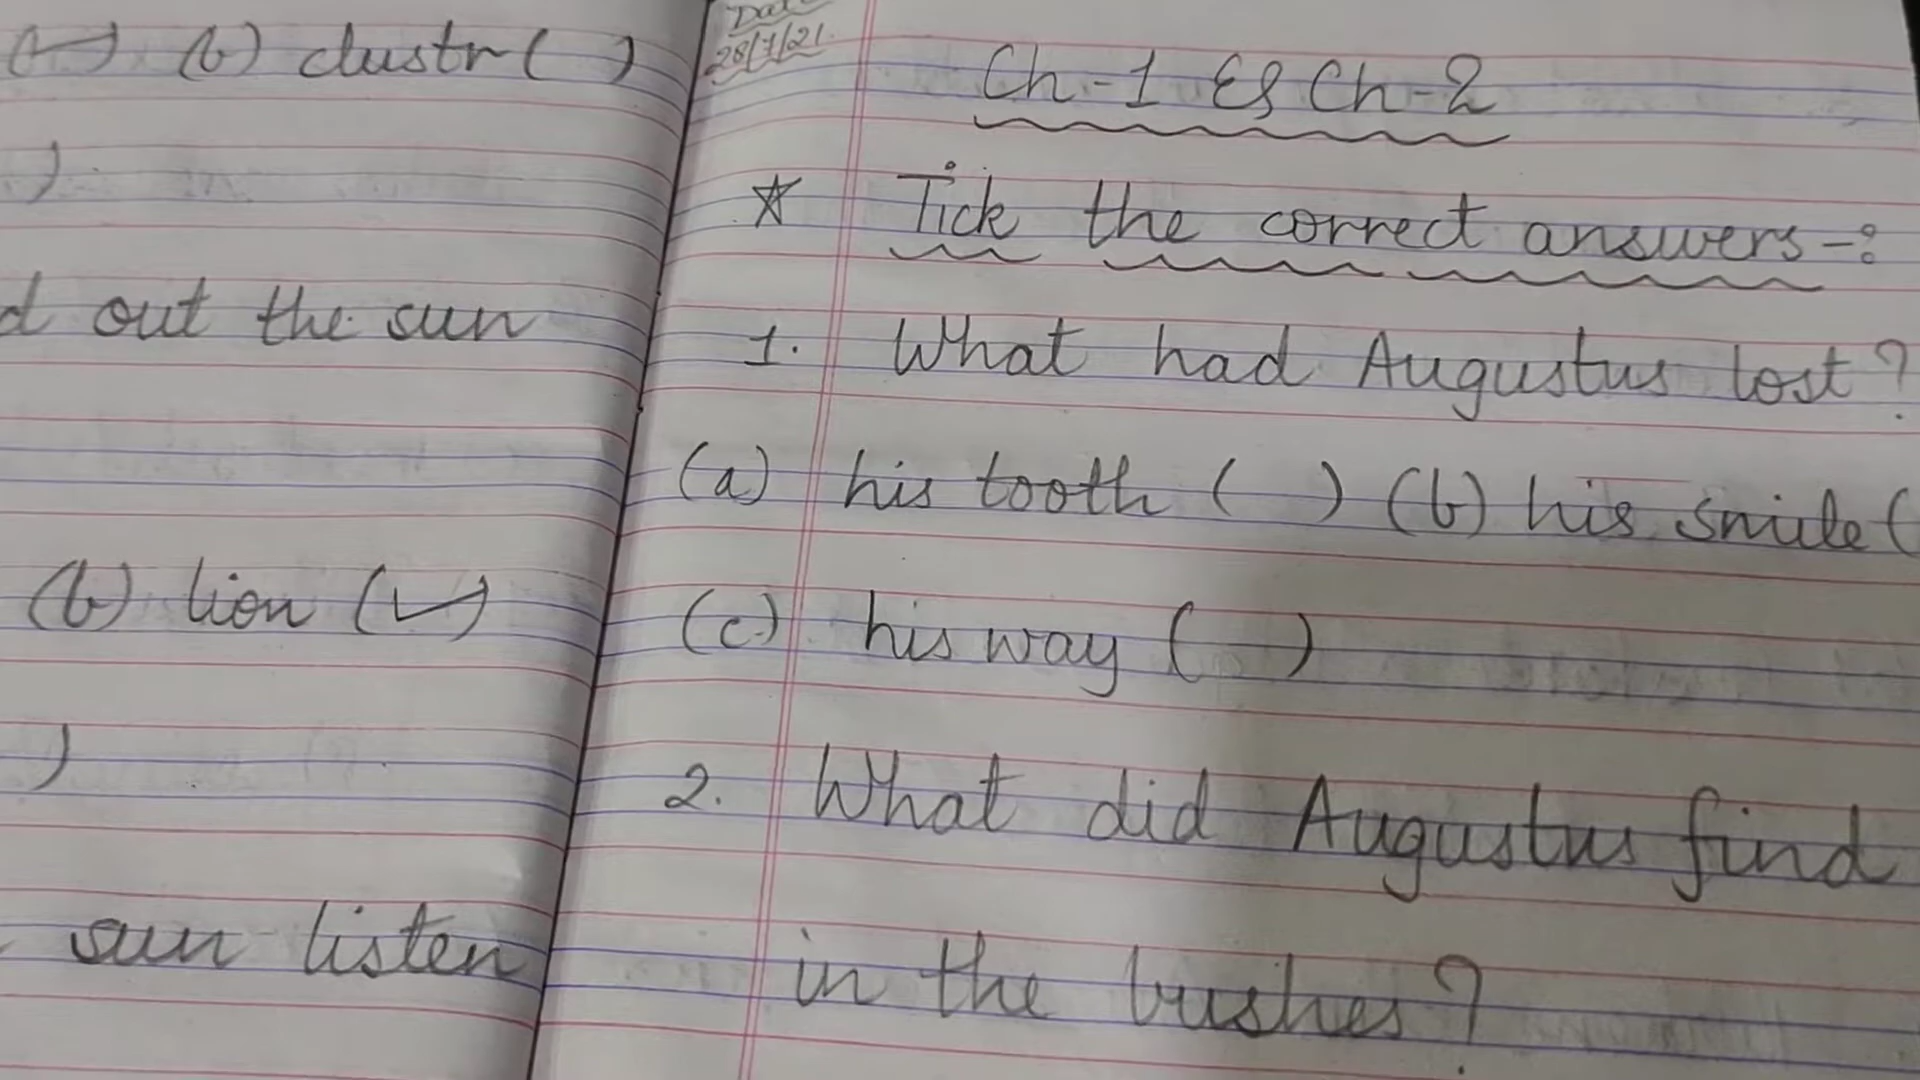 (✓) (b) clustr ( )
)
d out the sun
(b) lion (✓)
)
sun listen
Date
28/7/21.
Ch-1 & Ch-2
☆ Tick the correct answers-:
1. What had Augustus lost?
(a) his tooth ( ) (b) his smile (
(c) his way ( )
2. What did Augustus find
in the bushes?